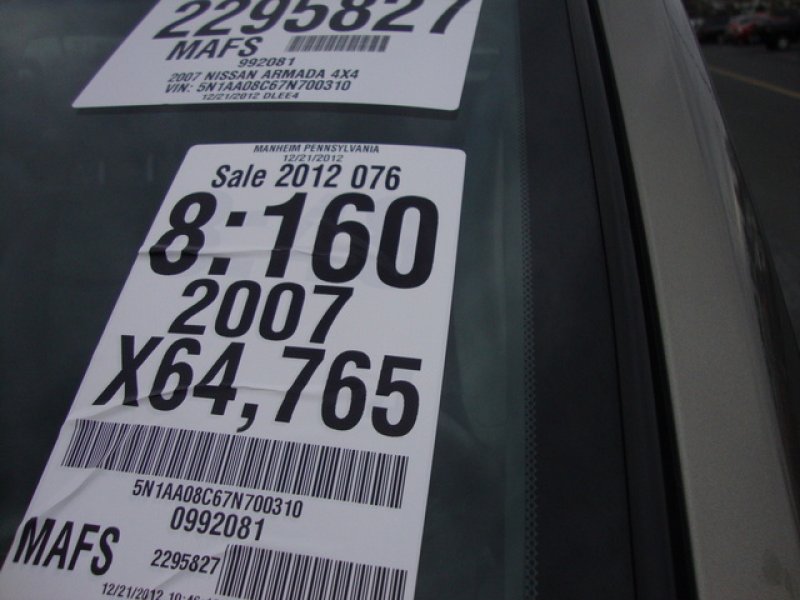 2295827
MAFS
992081
2007 NISSAN ARMADA 4X4
VIN: 5N1AA08C67N700310
12/21/2012 DLEE4
MANHEIM PENNSYLVANIA
12/21/2012
Sale 2012 076
8:160
2007
X64,765
5N1AA08C67N700310
0992081
MAFS 2295827
12/21/2012